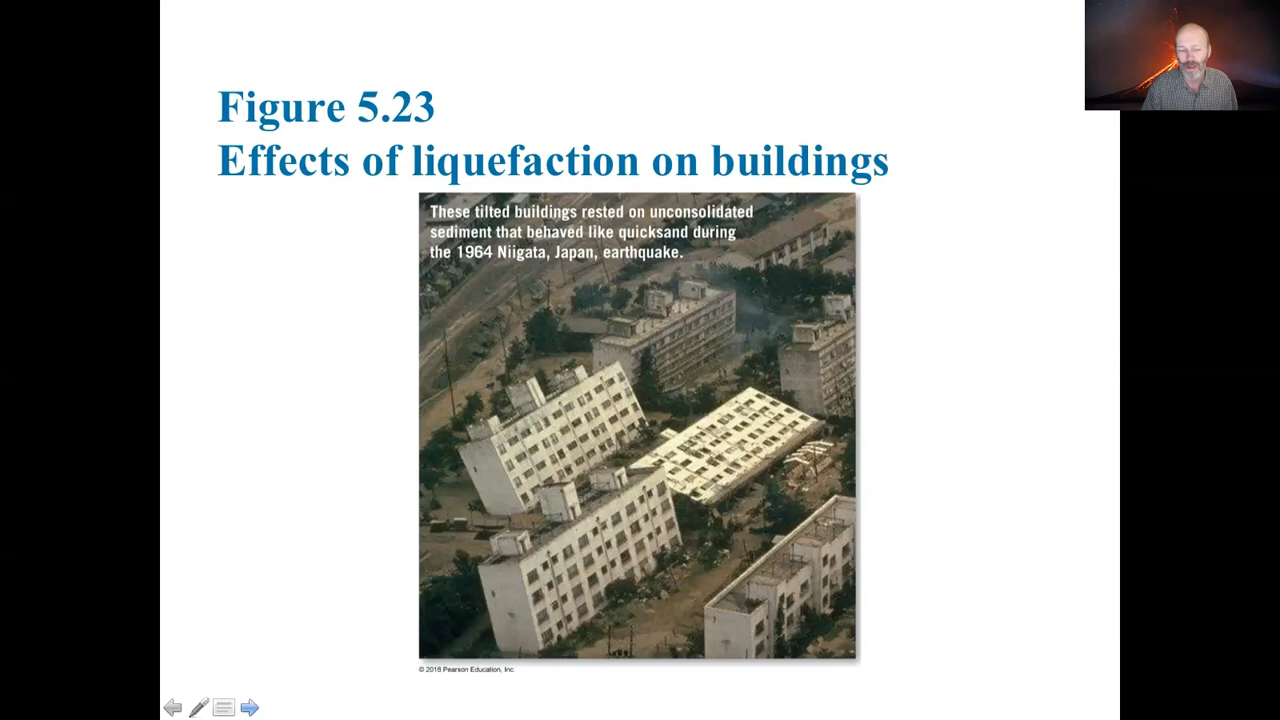 Figure 5.23
Effects of liquefaction on buildings
These tilted buildings rested on unconsolidated
sediment that behaved like quicksand during
the 1964 Niigata, Japan, earthquake.
© 2018 Pearson Education, Inc.